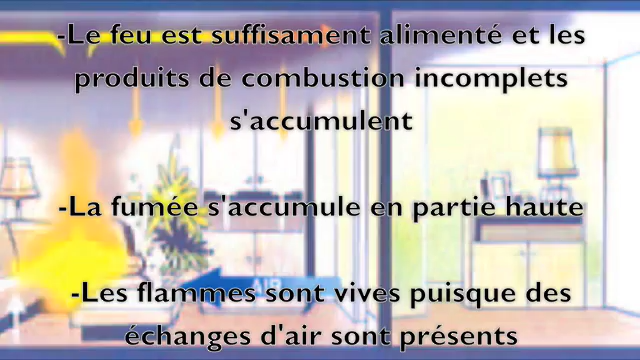 -Le feu est suffisament alimenté et les
produits de combustion incomplets
s'accumulent
-La fumée s'accumule en partie haute
AIR
-Les flammes sont vives puisque des
échanges d'air sont présents